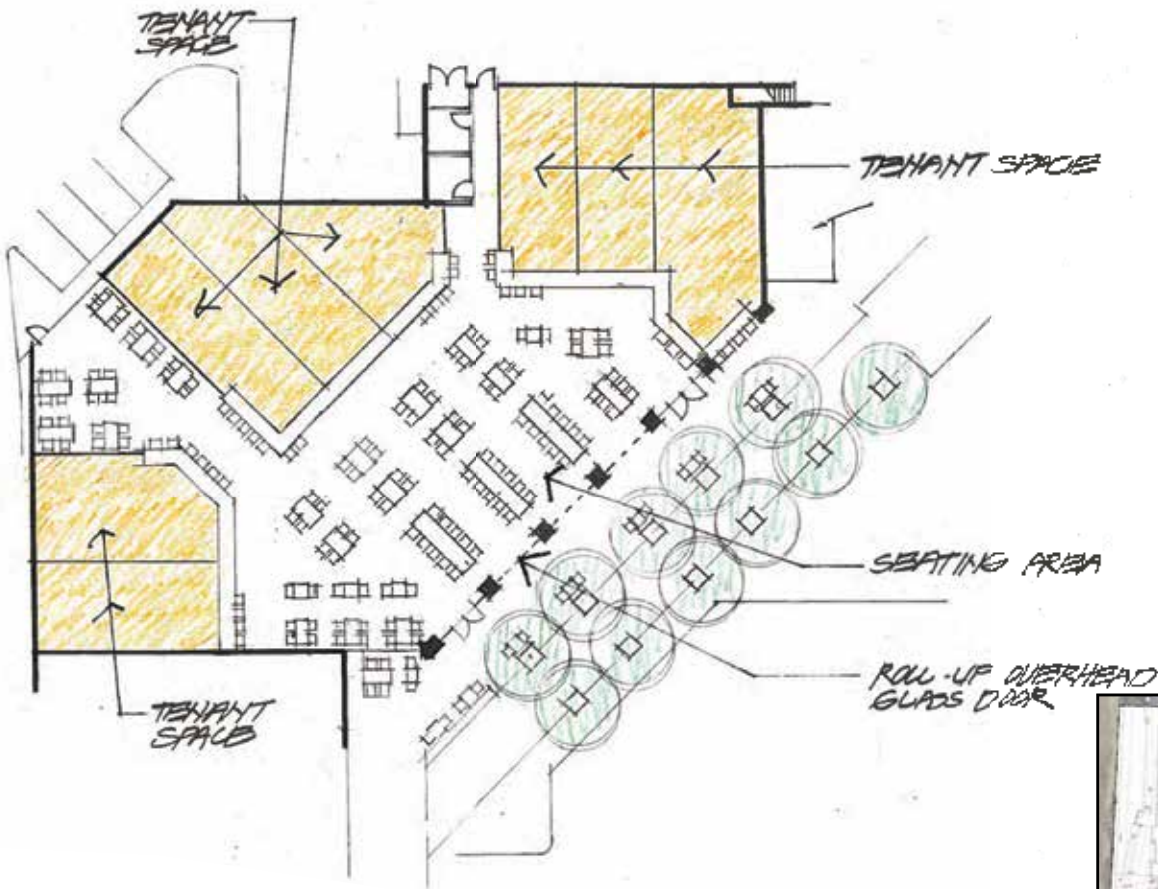 TENANT
SPACE
TENANT SPACE
SEATING AREA
ROLL-UP OVERHEAD
GLASS DOOR
TENANT
SPACE